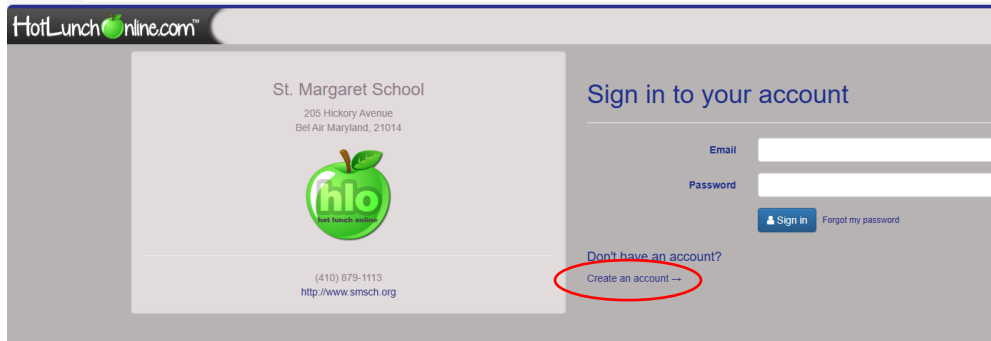 HotLunchOnline.com™
St. Margaret School
205 Hickory Avenue
Bel Air Maryland, 21014
hlo
hot lunch online
(410) 879-1113
http://www.smsch.org
Sign in to your account
Email
Password
Sign in Forgot my password
Don't have an account?
Create an account →